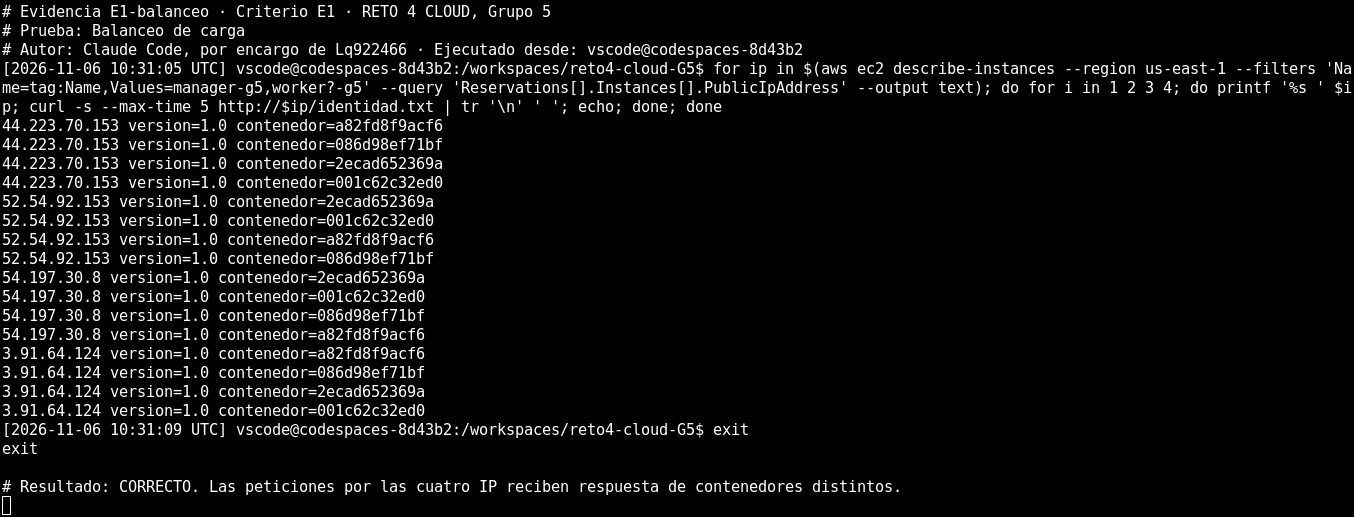 # Evidencia E1-balanceo · Criterio E1 · RETO 4 CLOUD, Grupo 5
# Prueba: Balanceo de carga
# Autor: Claude Code, por encargo de Lq922466 · Ejecutado desde: vscode@codespaces-8d43b2
[2026-11-06 10:31:05 UTC] vscode@codespaces-8d43b2:/workspaces/reto4-cloud-G5$ for ip in $(aws ec2 describe-instances --region us-east-1 --filters 'Na
me=tag:Name,Values=manager-g5,worker?-g5' --query 'Reservations[].Instances[].PublicIpAddress' --output text); do for i in 1 2 3 4; do printf '%s ' $i
p; curl -s --max-time 5 http://$ip/identidad.txt | tr '\n' ' '; echo; done; done
44.223.70.153 version=1.0 contenedor=a82fd8f9acf6
44.223.70.153 version=1.0 contenedor=086d98ef71bf
44.223.70.153 version=1.0 contenedor=2ecad652369a
44.223.70.153 version=1.0 contenedor=001c62c32ed0
52.54.92.153 version=1.0 contenedor=2ecad652369a
52.54.92.153 version=1.0 contenedor=001c62c32ed0
52.54.92.153 version=1.0 contenedor=a82fd8f9acf6
52.54.92.153 version=1.0 contenedor=086d98ef71bf
54.197.30.8 version=1.0 contenedor=2ecad652369a
54.197.30.8 version=1.0 contenedor=001c62c32ed0
54.197.30.8 version=1.0 contenedor=086d98ef71bf
54.197.30.8 version=1.0 contenedor=a82fd8f9acf6
3.91.64.124 version=1.0 contenedor=a82fd8f9acf6
3.91.64.124 version=1.0 contenedor=086d98ef71bf
3.91.64.124 version=1.0 contenedor=2ecad652369a
3.91.64.124 version=1.0 contenedor=001c62c32ed0
[2026-11-06 10:31:09 UTC] vscode@codespaces-8d43b2:/workspaces/reto4-cloud-G5$ exit
exit
# Resultado: CORRECTO. Las peticiones por las cuatro IP reciben respuesta de contenedores distintos.